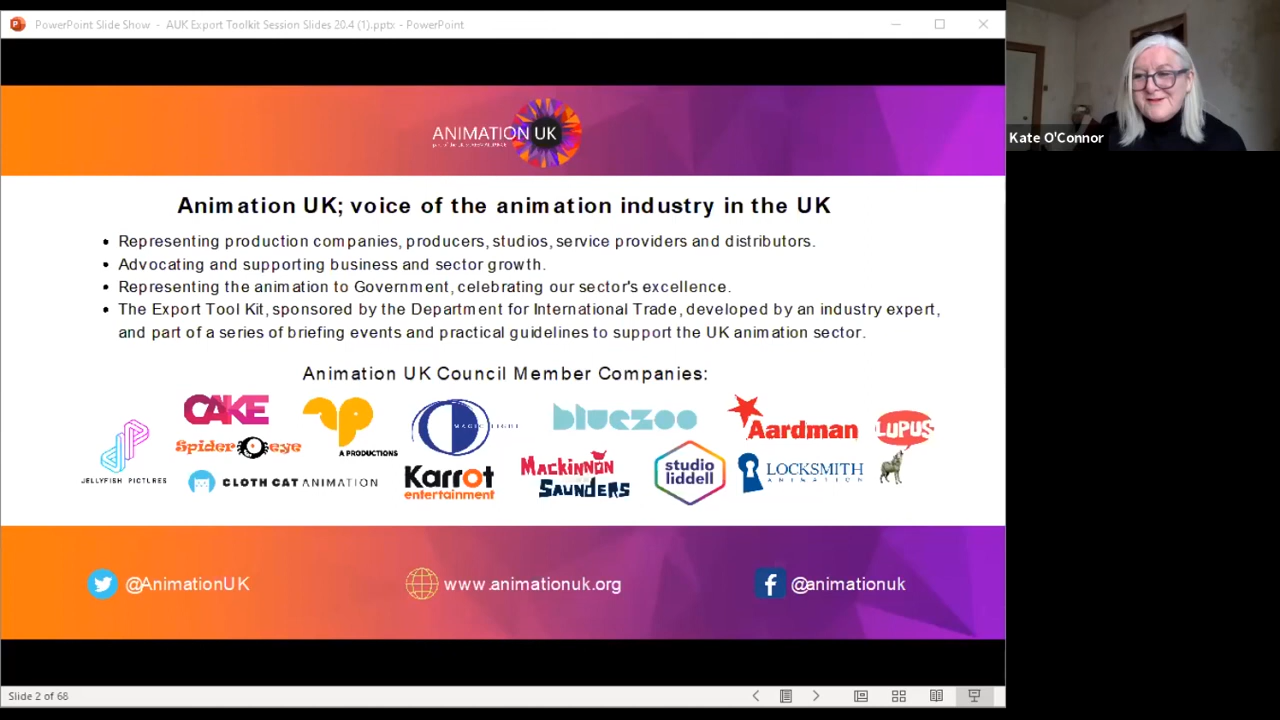 PowerPoint Slide Show - AUK Export Toolkit Session Slides 20.4 (1).pptx - PowerPoint
Kate O'Connor
ANIMATION UK
Animation UK; voice of the animation industry in the UK
• Representing production companies, producers, studios, service providers and distributors.
• Advocating and supporting business and sector growth.
• Representing the animation to Government, celebrating our sector's excellence.
• The Export Tool Kit, sponsored by the Department for International Trade, developed by an industry expert,
and part of a series of briefing events and practical guidelines to support the UK animation sector.
Animation UK Council Member Companies:
JELLYFISH PICTURES
CAKE
Spider eye
CLOTH CAT ANIMATION
A PRODUCTIONS
MAGIC LIGHT
Karrot
entertainment
bluezoo
MACKINNON
SAUNDERS
studio
liddell
Aardman
LOCKSMITH
ANIMATION
LUPUS
@AnimationUK
www.animationuk.org
@animationuk
Slide 2 of 68